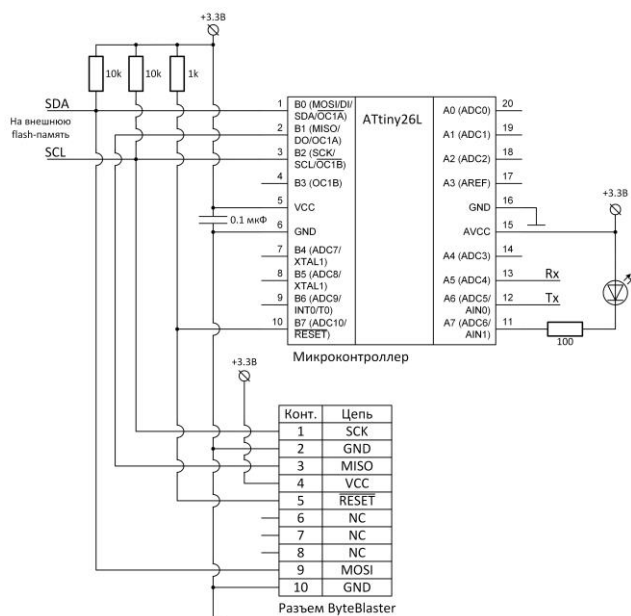 +3.3В
10k
10k
1k
SDA
На внешнюю
flash-память
SCL
1
2
3
4
5
6
7
8
9
10
0.1 мкФ
B0 (MOSI/DI/
SDA/OC1A)
B1 (MISO/
DO/OC1A)
B2 (SCK/
SCL/OC1B)
B3 (OC1B)
VCC
GND
B4 (ADC7/
XTAL1)
B5 (ADC8/
XTAL1)
B6 (ADC9/
INT0/T0)
B7 (ADC10/
RESET)
ATtiny26L
A0 (ADC0)
A1 (ADC1)
A2 (ADC2)
A3 (AREF)
GND
AVCC
A4 (ADC3)
A5 (ADC4)
A6 (ADC5/
AIN0)
A7 (ADC6/
AIN1)
20
19
18
17
16
15
14
13
12
11
Rx
Tx
+3.3В
100
Микроконтроллер
+3.3В
Конт. Цепь
1 SCK
2 GND
3 MISO
4 VCC
5 RESET
6 NC
7 NC
8 NC
9 MOSI
10 GND
Разъем ByteBlaster